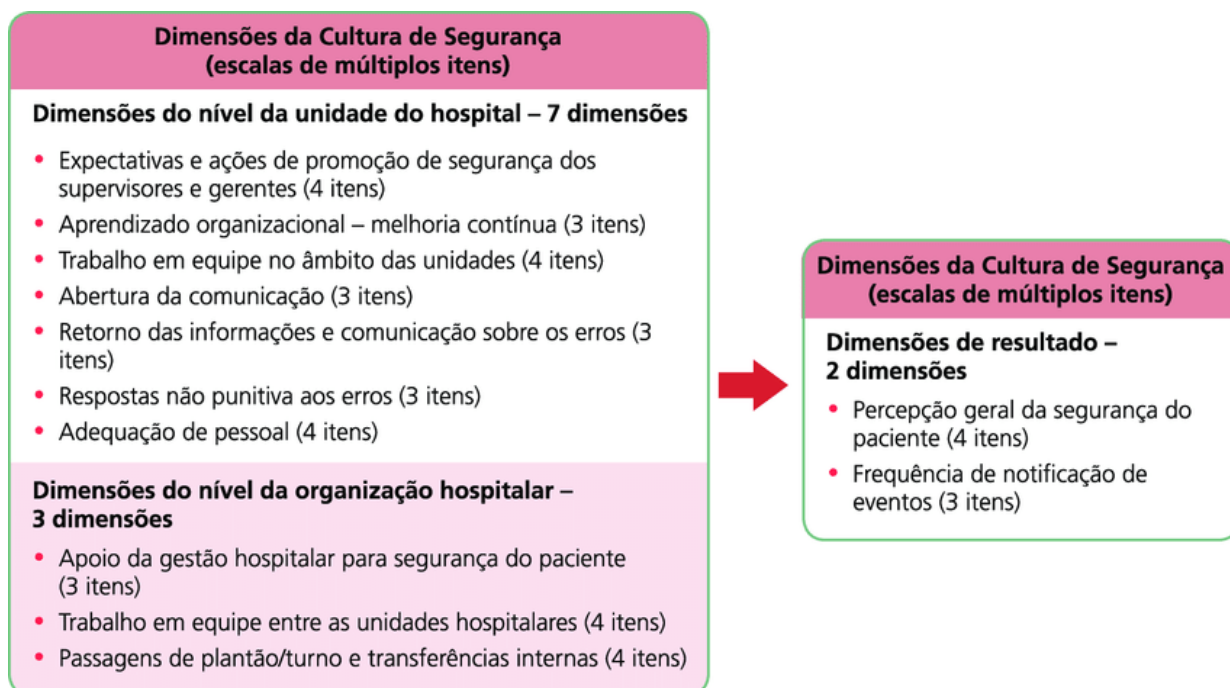 Dimensões da Cultura de Segurança
(escalas de múltiplos itens)
Dimensões do nível da unidade do hospital – 7 dimensões
• Expectativas e ações de promoção de segurança dos
supervisores e gerentes (4 itens)
• Aprendizado organizacional – melhoria contínua (3 itens)
• Trabalho em equipe no âmbito das unidades (4 itens)
• Abertura da comunicação (3 itens)
• Retorno das informações e comunicação sobre os erros (3
itens)
• Respostas não punitiva aos erros (3 itens)
• Adequação de pessoal (4 itens)
Dimensões do nível da organização hospitalar –
3 dimensões
• Apoio da gestão hospitalar para segurança do paciente
(3 itens)
• Trabalho em equipe entre as unidades hospitalares (4 itens)
• Passagens de plantão/turno e transferências internas (4 itens)
Dimensões da Cultura de Segurança
(escalas de múltiplos itens)
Dimensões de resultado –
2 dimensões
• Percepção geral da segurança do
paciente (4 itens)
• Frequência de notificação de
eventos (3 itens)